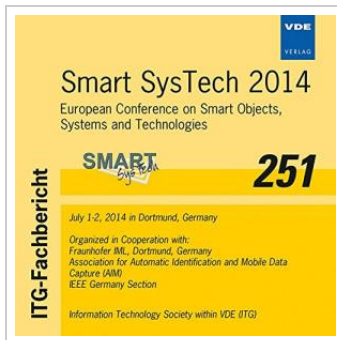 VDE
VERLAG
Smart SysTech 2014
European Conference on Smart Objects,
Systems and Technologies
SMART
SysTech
251
ITG-Fachbericht
July 1-2, 2014 in Dortmund, Germany
Organized in Cooperation with:
Fraunhofer IML, Dortmund, Germany
Association for Automatic Identification and Mobile Data
Capture (AIM)
IEEE Germany Section
Information Technology Society within VDE (ITG)